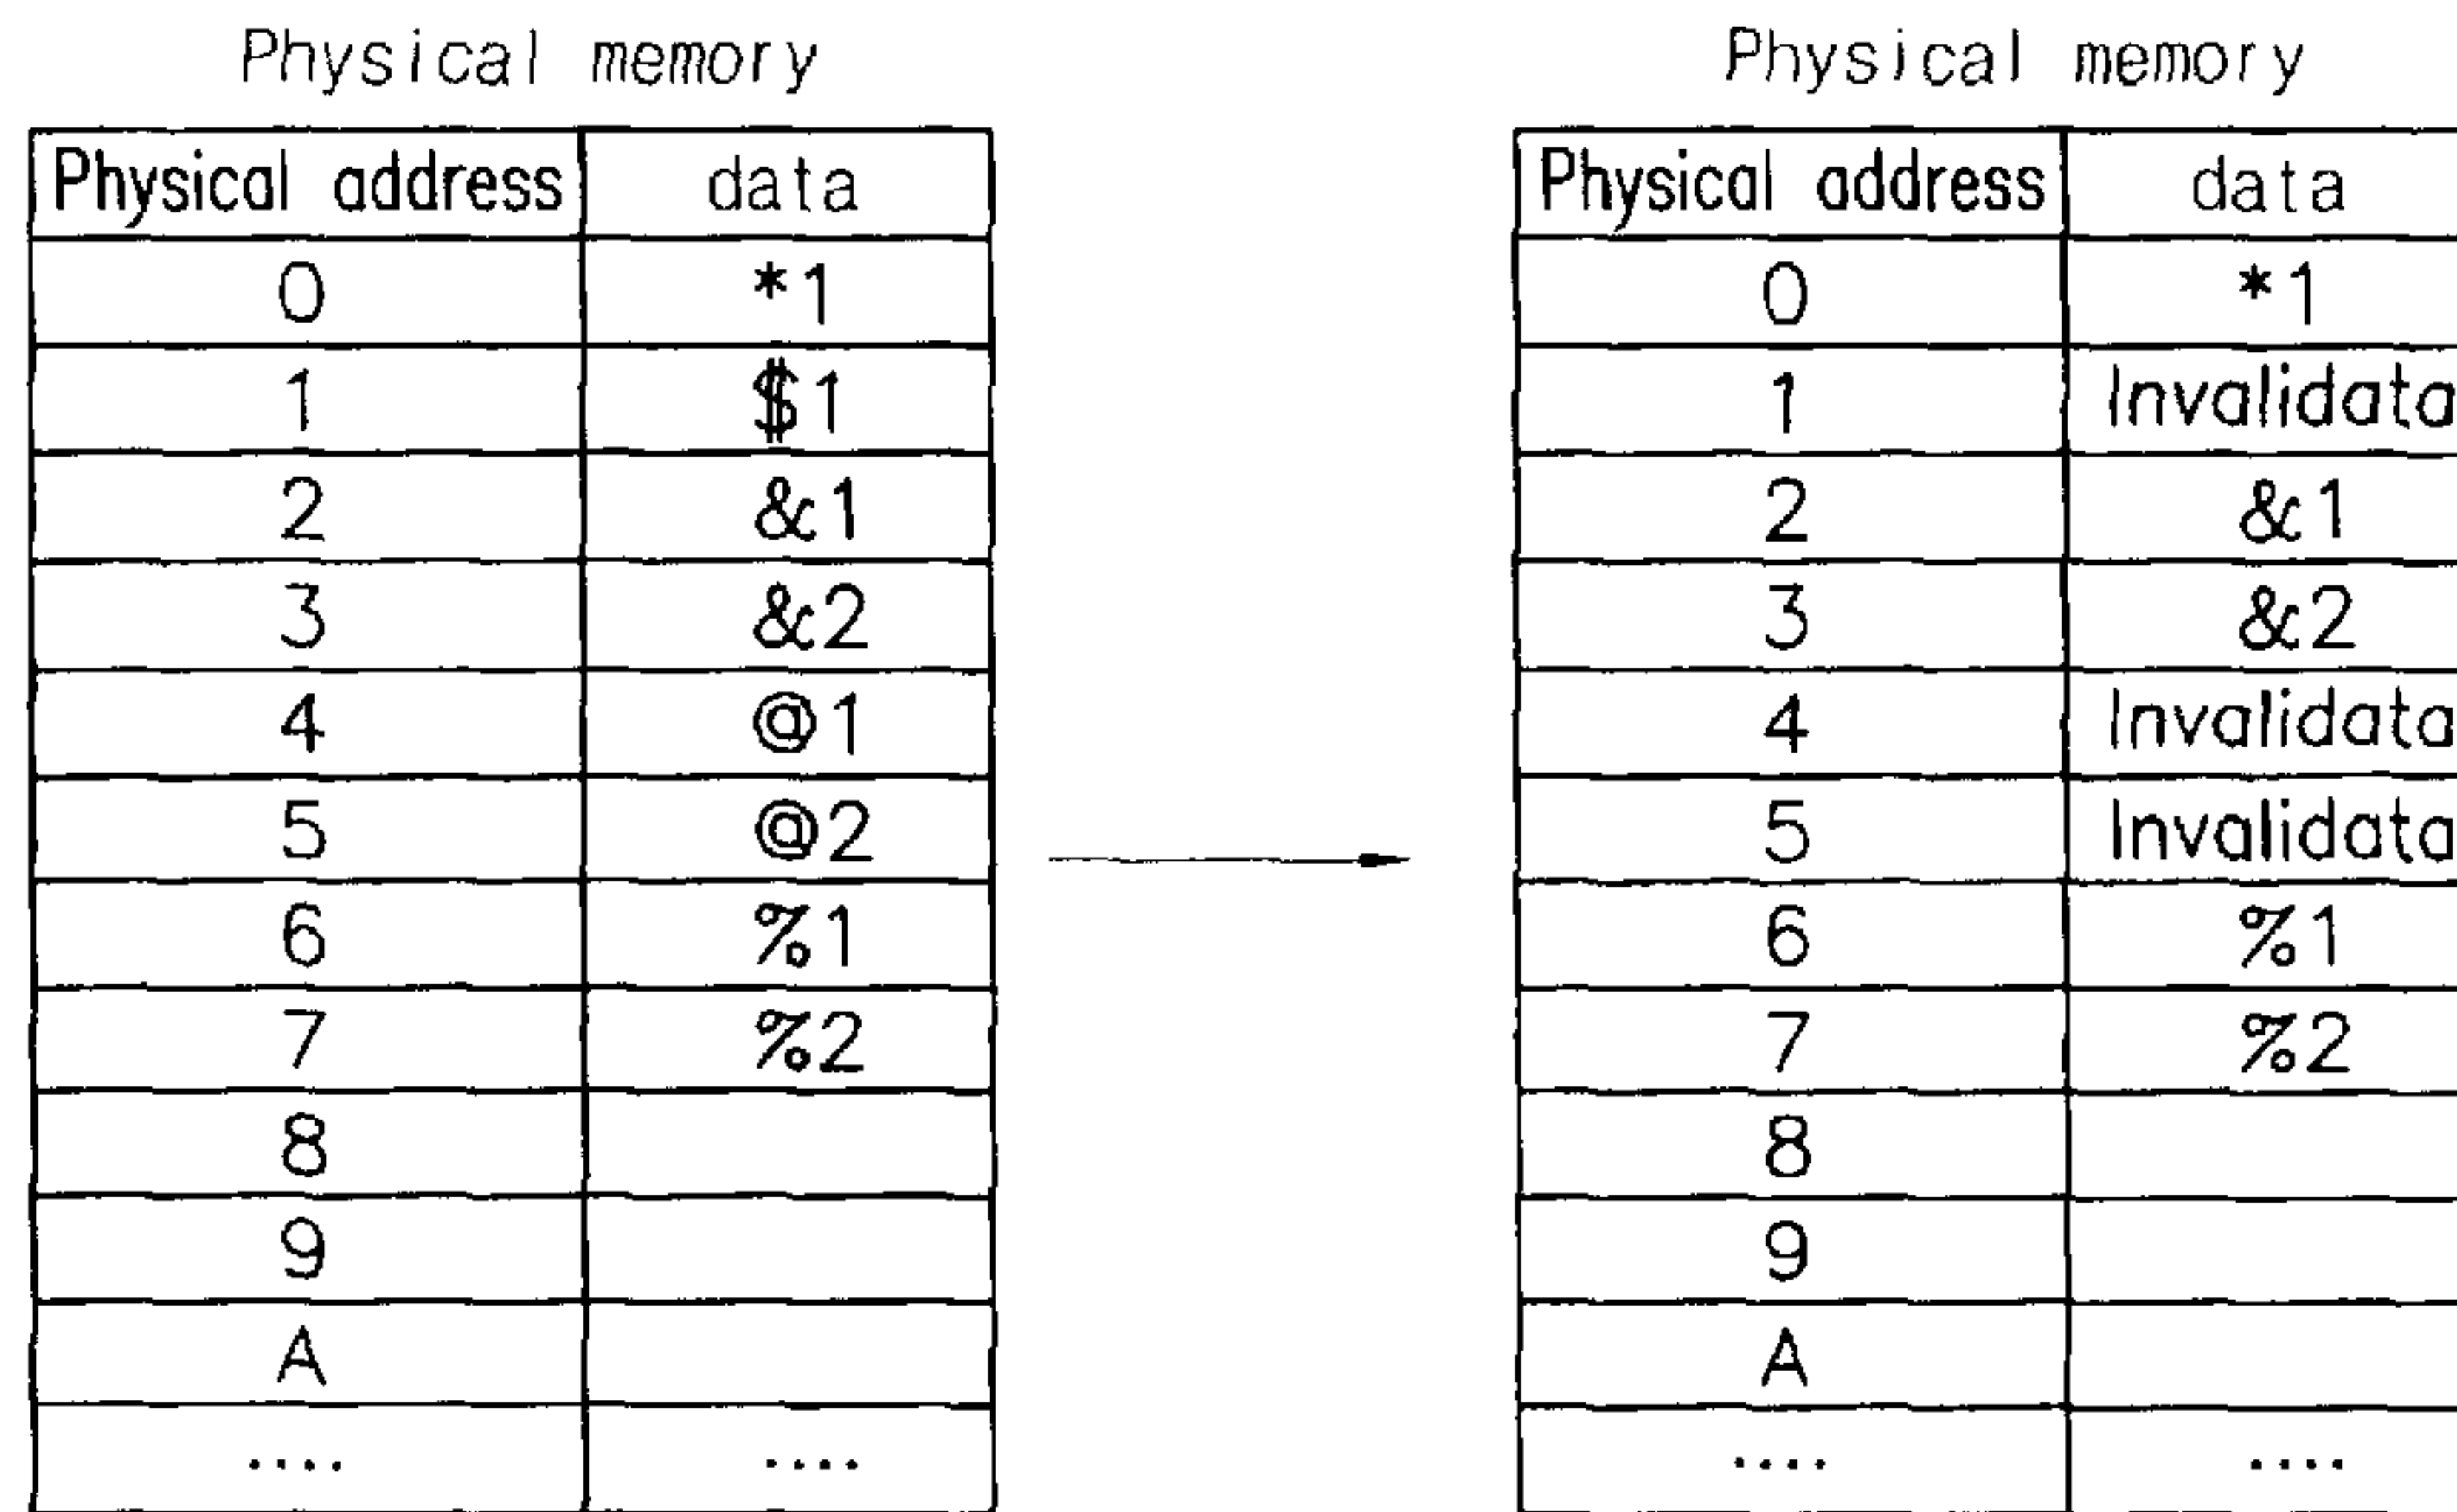 Physical memory Physical memory
Physical address data Physical address data
0 *1 0 *1
1 $1 1 Invalidata
2 &1 2 &1
3 &2 3 &2
4 @1 4 Invalidata
5 @2 5 Invalidata
6 %1 6 %1
7 %2 7 %2
8 8
9 9
A A
.... .... .... ....